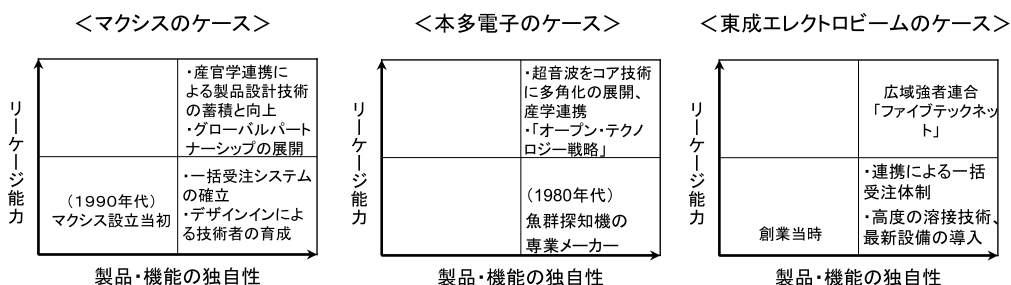 ＜マクシスのケース＞
リーケージ能力
・産官学連携に
よる製品設計技術
の蓄積と向上
・グローバルパート
ナーシップの展開
（1990年代）
マクシス設立当初
・一括受注システム
の確立
・デザインインによ
る技術者の育成
製品・機能の独自性
＜本多電子のケース＞
リーケージ能力
・超音波をコア技術
に多角化の展開、
産学連携
・「オープン・テクノ
ロジー戦略」
（1980年代）
魚群探知機の
専業メーカー
製品・機能の独自性
＜東成エレクトロビームのケース＞
リーケージ能力
広域強者連合
「ファイブテックネッ
ト」
創業当時
・連携による一括
受注体制
・高度の溶接技術、
最新設備の導入
製品・機能の独自性